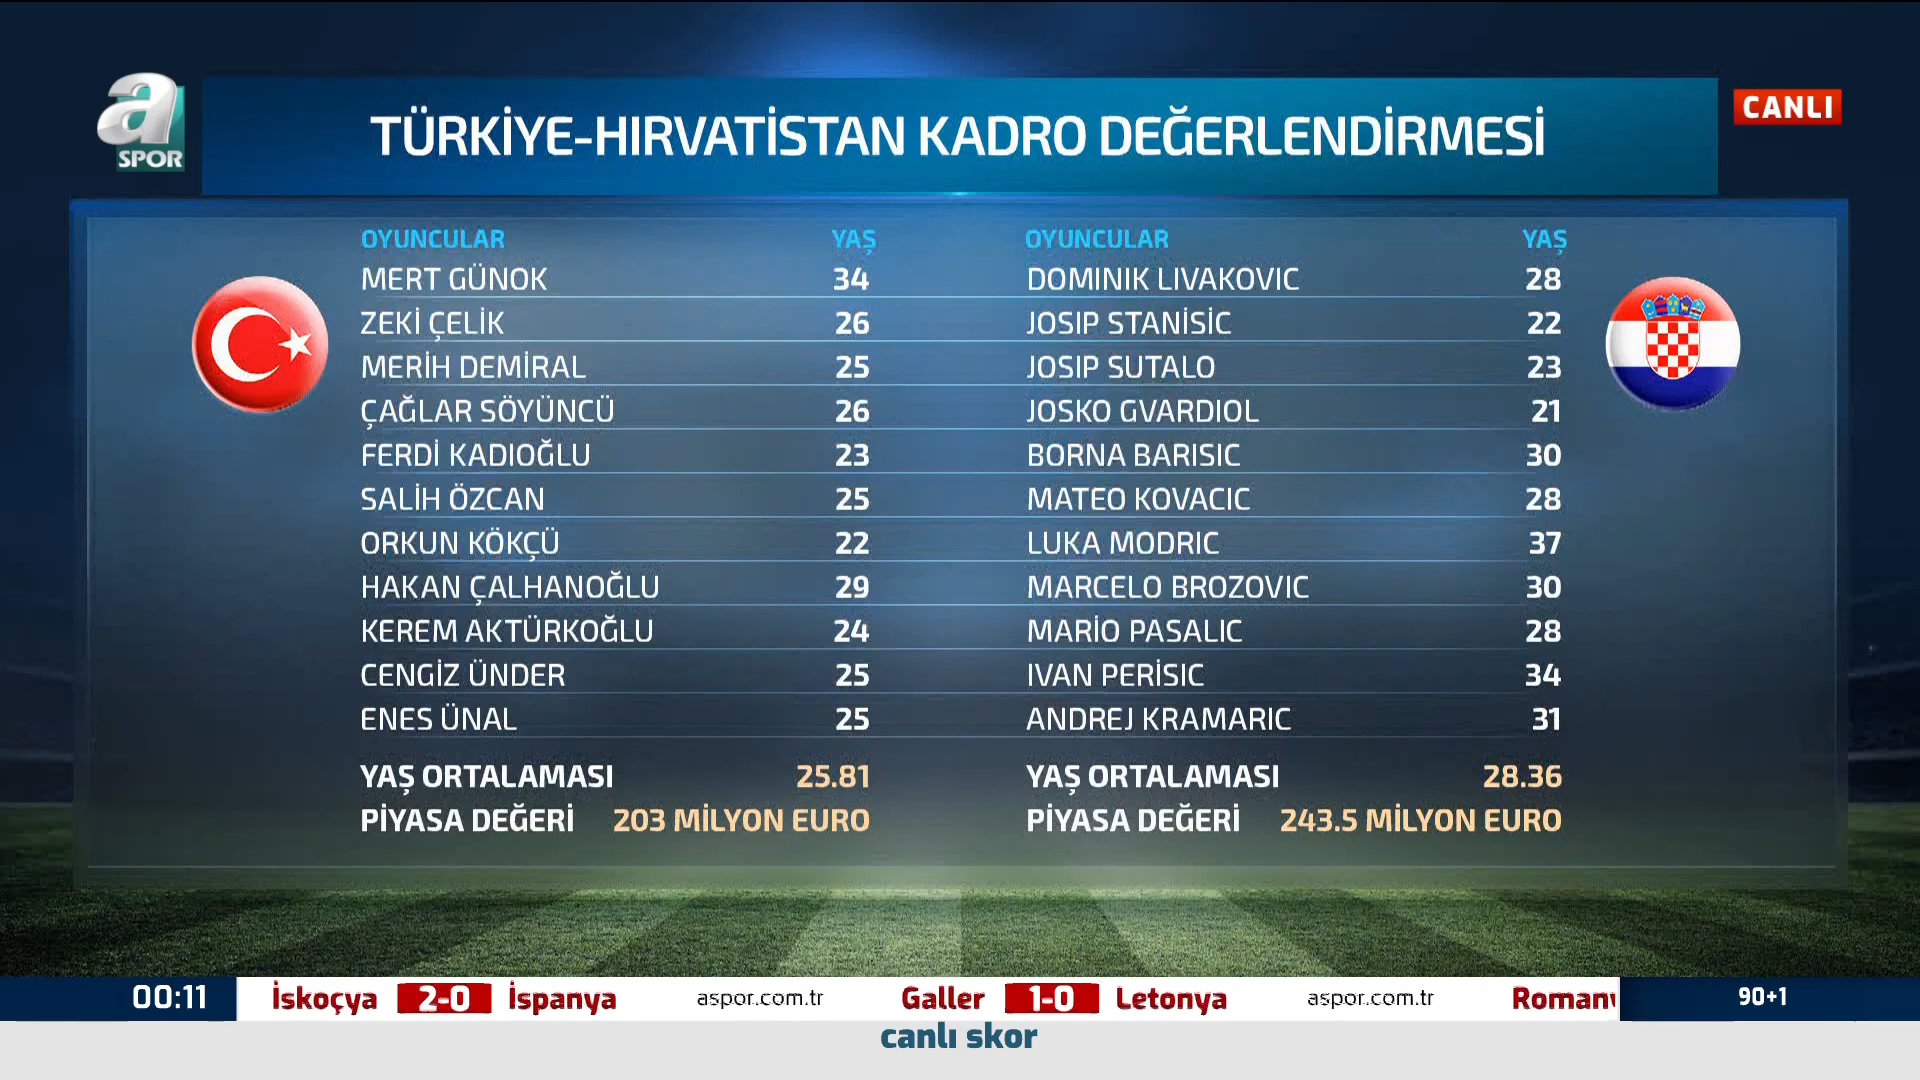 a
SPOR
TÜRKİYE-HIRVATİSTAN KADRO DEĞERLENDİRMESİ
CANLI
OYUNCULAR YAŞ
MERT GÜNOK 34
ZEKİ ÇELİK 26
MERİH DEMİRAL 25
ÇAĞLAR SÖYÜNCÜ 26
FERDİ KADIOĞLU 23
SALİH ÖZCAN 25
ORKUN KÖKÇÜ 22
HAKAN ÇALHANOĞLU 29
KEREM AKTÜRKOĞLU 24
CENGİZ ÜNDER 25
ENES ÜNAL 25
YAŞ ORTALAMASI 25.81
PİYASA DEĞERİ 203 MİLYON EURO
OYUNCULAR YAŞ
DOMINIK LIVAKOVIC 28
JOSIP STANİSİC 22
JOSIP SUTALO 23
JOSKO GVARDIOL 21
BORNA BARISIC 30
MATEO KOVACIC 28
LUKA MODRIC 37
MARCELO BROZOVIC 30
MARİO PASALIC 28
IVAN PERİSIC 34
ANDREJ KRAMARIC 31
YAŞ ORTALAMASI 28.36
PİYASA DEĞERİ 243.5 MİLYON EURO
00:11 İskoçya 2-0 İspanya aspor.com.tr Galler 1-0 Letonya aspor.com.tr Roman 90+1
canlı skor